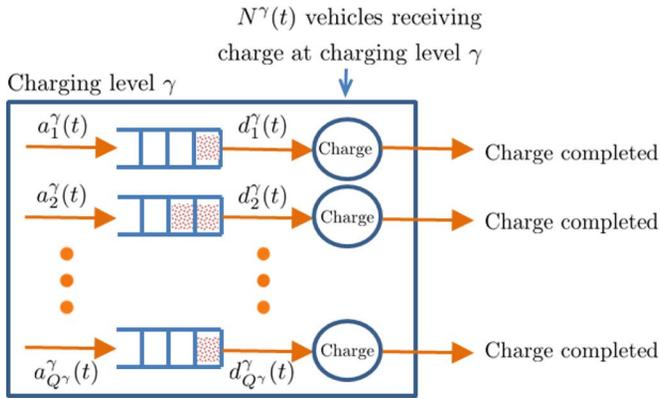 N^γ(t) vehicles receiving
charge at charging level γ
Charging level γ
a_1^γ(t) d_1^γ(t)
Charge
Charge completed
a_2^γ(t) d_2^γ(t)
Charge
Charge completed
Charge
Charge completed
a_{Q^γ}^γ(t) d_{Q^γ}^γ(t)